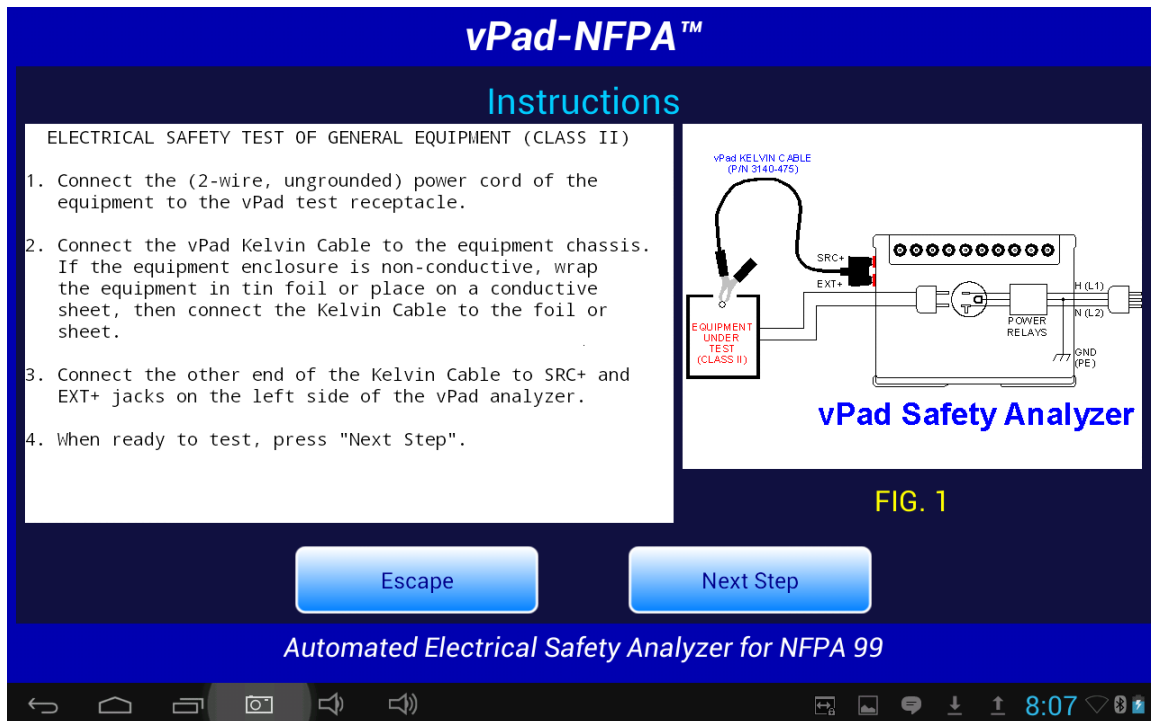 vPad-NFPA™
Instructions
ELECTRICAL SAFETY TEST OF GENERAL EQUIPMENT (CLASS II)
1. Connect the (2-wire, ungrounded) power cord of the
equipment to the vPad test receptacle.
2. Connect the vPad Kelvin Cable to the equipment chassis.
If the equipment enclosure is non-conductive, wrap
the equipment in tin foil or place on a conductive
sheet, then connect the Kelvin Cable to the foil or
sheet.
3. Connect the other end of the Kelvin Cable to SRC+ and
EXT+ jacks on the left side of the vPad analyzer.
4. When ready to test, press "Next Step".
vPad KELVIN CABLE
(P/N 3140-475)
SRC+
EXT+
EQUIPMENT
UNDER
TEST
(CLASS II)
POWER
RELAYS
H (L1)
N (L2)
GND
(PE)
vPad Safety Analyzer
FIG. 1
Escape
Next Step
Automated Electrical Safety Analyzer for NFPA 99
8:07